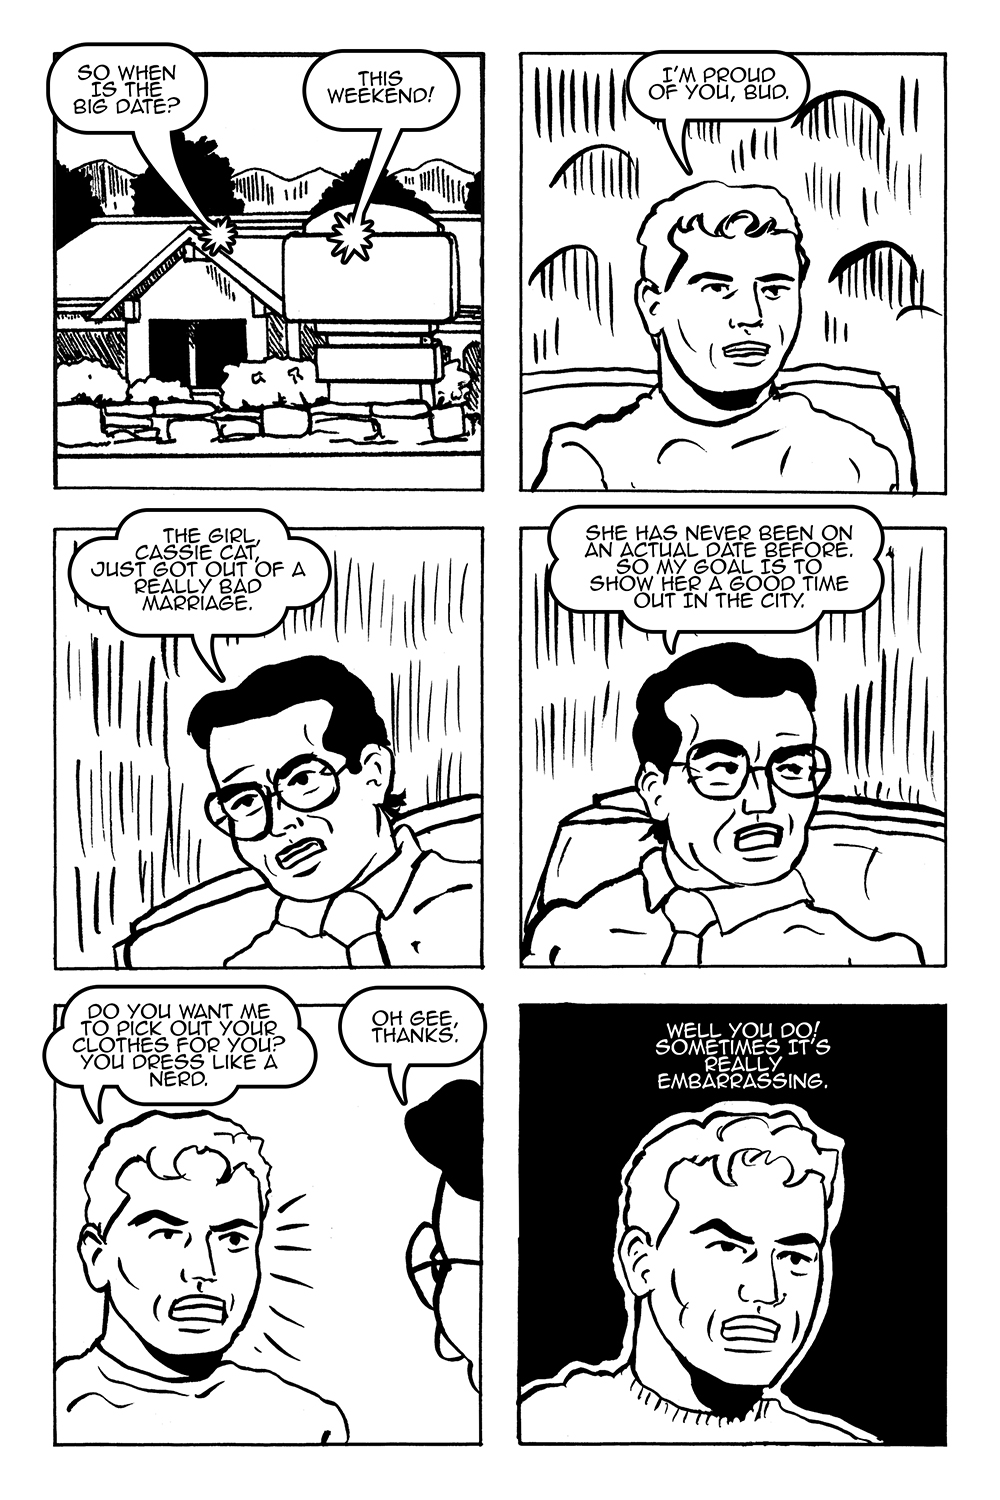 SO WHEN
IS THE
BIG DATE?
THIS
WEEKEND!
I'M PROUD
OF YOU, BUD.
THE GIRL,
CASSIE CAT,
JUST GOT OUT OF A
REALLY BAD
MARRIAGE.
SHE HAS NEVER BEEN ON
AN ACTUAL DATE BEFORE.
SO MY GOAL IS TO
SHOW HER A GOOD TIME
OUT IN THE CITY.
DO YOU WANT ME
TO PICK OUT YOUR
CLOTHES FOR YOU?
YOU DRESS LIKE A
NERD.
OH GEE,
THANKS.
WELL YOU DO!
SOMETIMES IT'S
REALLY
EMBARRASSING.